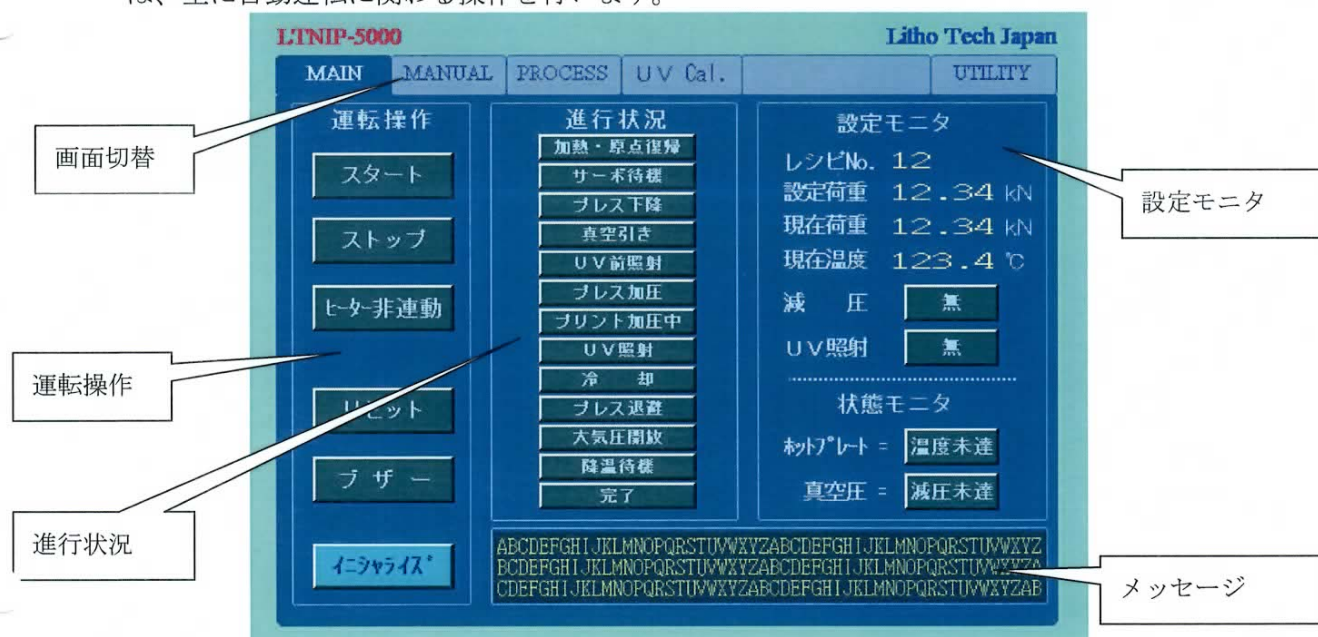 は、主に自動運転に関わる操作を行います。
LTNIP-5000
Litho Tech Japan
MAIN
MANUAL
PROCESS
UV Cal.
UTILITY
運転操作
スタート
ストップ
ヒーター非連動
リセット
ブザー
イニシャライズ
進行状況
加熱・原点復帰
サーボ待機
プレス下降
真空引き
UV前照射
プレス加圧
プリント加圧中
UV照射
冷 却
プレス退避
大気圧開放
降温待機
完了
設定モニタ
レシピNo. 12
設定荷重 12.34 kN
現在荷重 12.34 kN
現在温度 123.4 ℃
減 圧 無
UV照射 無
状態モニタ
ホットプレート = 温度未達
真空圧 = 減圧未達
ABCDEFGHIJKLMNOPQRSTUVWXYZABCDEFGHIJKLMNOPQRSTUVWXYZ
BCDEFGHIJKLMNOPQRSTUVWXYZABCDEFGHIJKLMNOPQRSTUVWXYZA
CDEFGHIJKLMNOPQRSTUVWXYZABCDEFGHIJKLMNOPQRSTUVWXYZAB
画面切替
運転操作
進行状況
設定モニタ
メッセージ